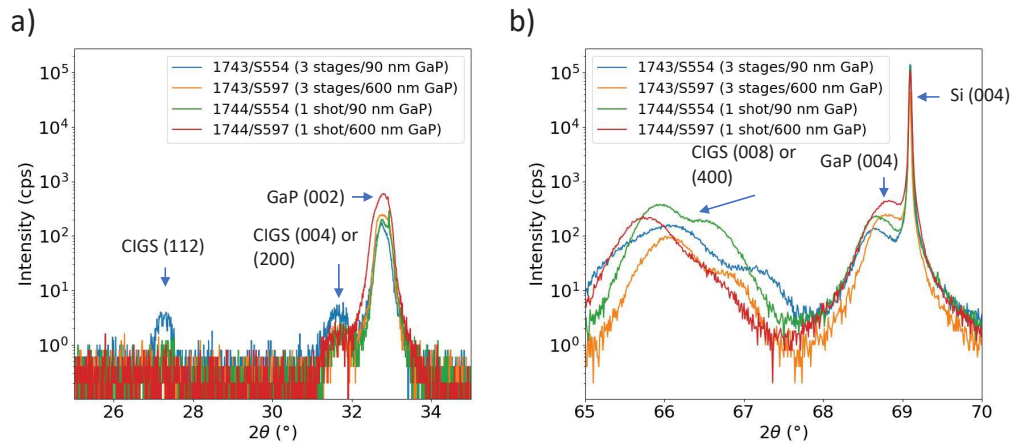 a)
b)
1743/S554 (3 stages/90 nm GaP)
1743/S597 (3 stages/600 nm GaP)
1744/S554 (1 shot/90 nm GaP)
1744/S597 (1 shot/600 nm GaP)
GaP (002)
CIGS (112)
CIGS (004) or
(200)
Intensity (cps)
10⁵
10⁴
10³
10²
10¹
10⁰
26
28
30
32
34
2θ (°)
1743/S554 (3 stages/90 nm GaP)
1743/S597 (3 stages/600 nm GaP)
1744/S554 (1 shot/90 nm GaP)
1744/S597 (1 shot/600 nm GaP)
Si (004)
CIGS (008) or
(400)
GaP (004)
Intensity (cps)
10⁵
10⁴
10³
10²
10¹
10⁰
65
66
67
68
69
70
2θ (°)